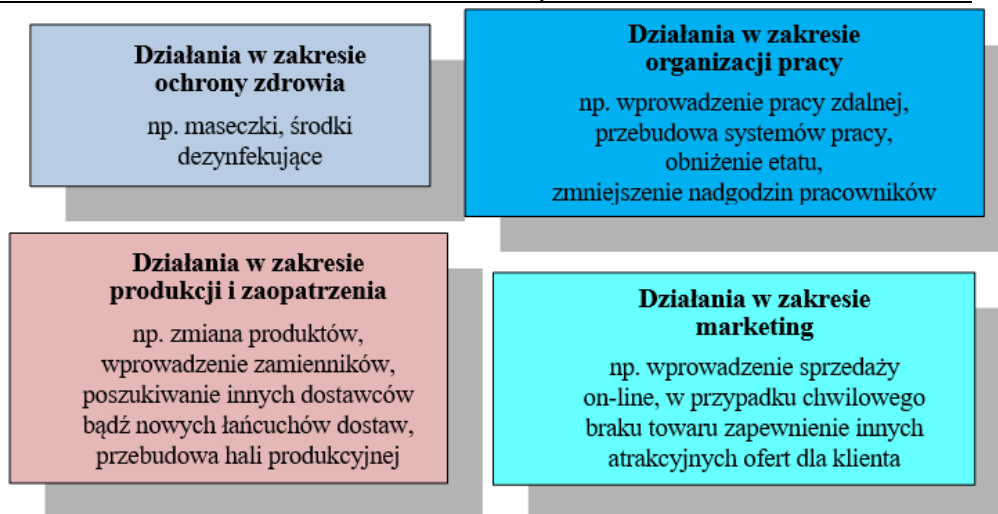 Działania w zakresie
ochrony zdrowia
np. maseczki, środki
dezynfekujące
Działania w zakresie
organizacji pracy
np. wprowadzenie pracy zdalnej,
przebudowa systemów pracy,
obniżenie etatu,
zmniejszenie nadgodzin pracowników
Działania w zakresie
produkcji i zaopatrzenia
np. zmiana produktów,
wprowadzenie zamienników,
poszukiwanie innych dostawców
bądź nowych łańcuchów dostaw,
przebudowa hali produkcyjnej
Działania w zakresie
marketing
np. wprowadzenie sprzedaży
on-line, w przypadku chwilowego
braku towaru zapewnienie innych
atrakcyjnych ofert dla klienta